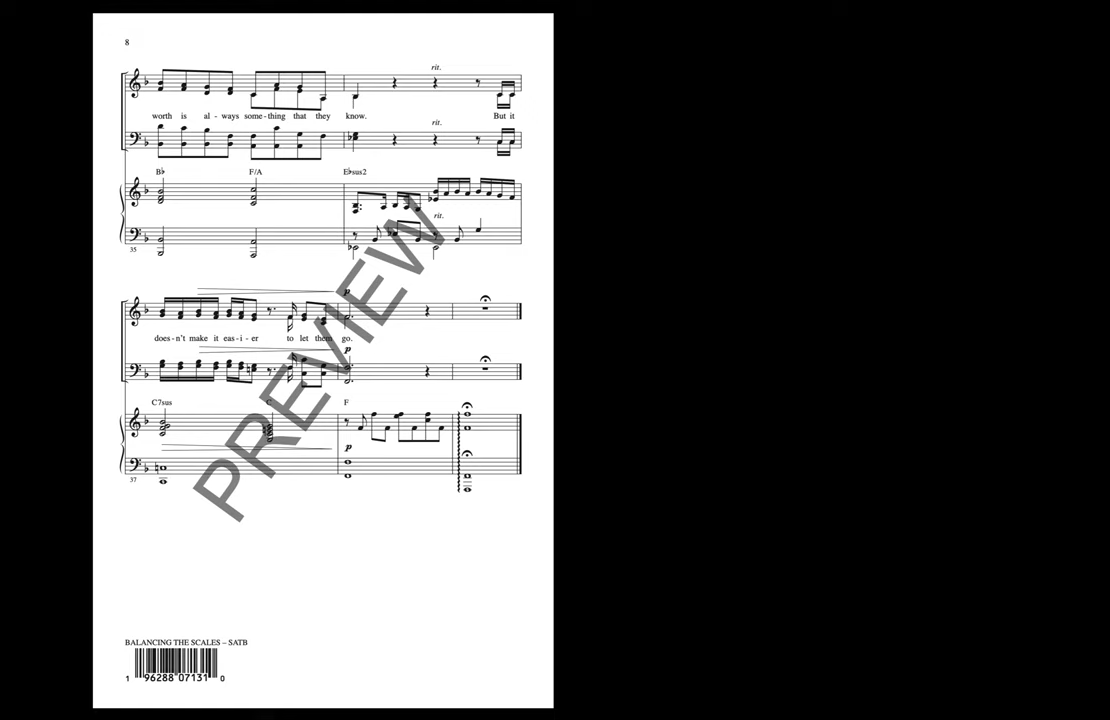 8
rit.
worth is al - ways some - thing that they know. But it
rit.
B♭ F/A E♭sus2
rit.
35
p
does - n't make it eas - i - er to let them go.
p
C7sus C F
p
37
PREVIEW
BALANCING THE SCALES – SATB
1 96288 07131 0